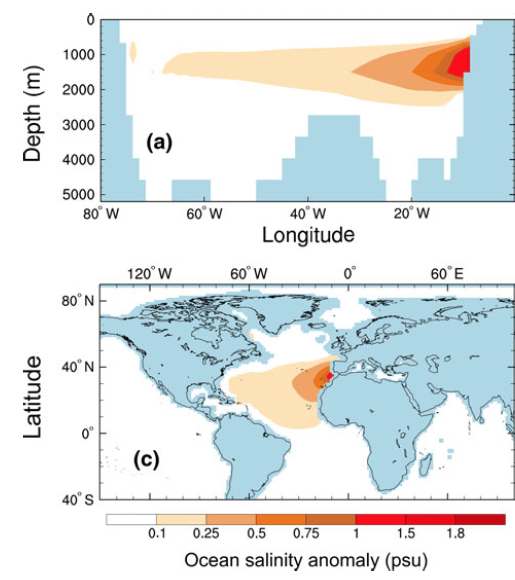 0
1000
2000
3000
4000
5000
Depth (m)
(a)
80°W 60°W 40°W 20°W
Longitude
120°W 60°W 0° 60°E
80°N
40°N
0°
40°S
Latitude
(c)
0.1 0.25 0.5 0.75 1 1.5 1.8
Ocean salinity anomaly (psu)